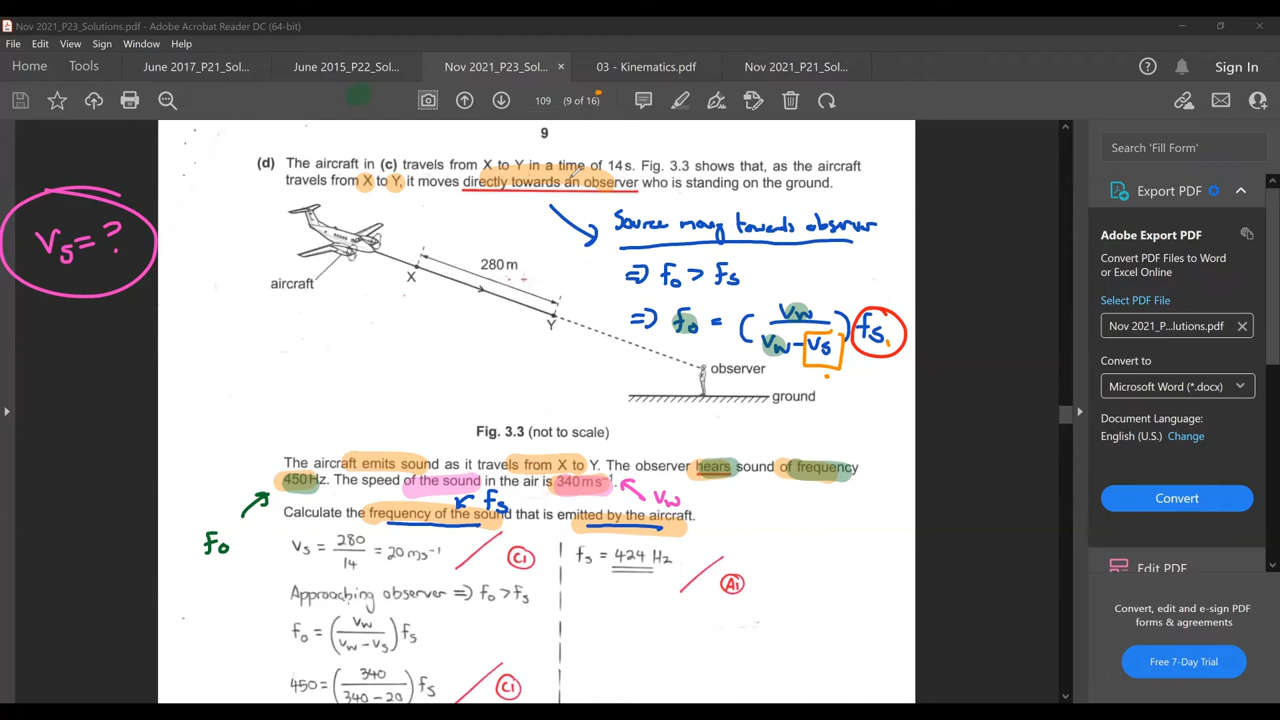 Nov 2021_P23_Solutions.pdf - Adobe Acrobat Reader DC (64-bit)
File Edit View Sign Window Help
Home Tools June 2017_P21_Sol... June 2015_P22_Sol... Nov 2021_P23_Sol... × 03 - Kinematics.pdf Nov 2021_P21_Sol... Sign In
109 (9 of 16)
9
(d) The aircraft in (c) travels from X to Y in a time of 14 s. Fig. 3.3 shows that, as the aircraft
travels from X to Y, it moves directly towards an observer who is standing on the ground.
Vs = ?
Source moving towards observer
⇒ fo > fs
⇒ fo = (Vw / Vw - Vs) fs
280 m
X
aircraft
Y
observer
ground
Fig. 3.3 (not to scale)
The aircraft emits sound as it travels from X to Y. The observer hears sound of frequency
450 Hz. The speed of the sound in the air is 340 m s⁻¹.
Vw
fs
Calculate the frequency of the sound that is emitted by the aircraft.
fo
Vs = 280 / 14 = 20 ms⁻¹ C1
Approaching observer ⇒ fo > fs
fo = (Vw / Vw - Vs) fs
450 = (340 / 340 - 20) fs C1
fs = 424 Hz A1
Search
Export PDF
Adobe Export PDF
Convert PDF Files to Word
or Excel Online
Select PDF File
Nov 2021_P...lutions.pdf ×
Convert to
Microsoft Word (*.docx)
Document Language:
English (U.S.) Change
Convert
Edit PDF
Convert, edit and e-sign PDF
forms & agreements
Free 7-Day Trial